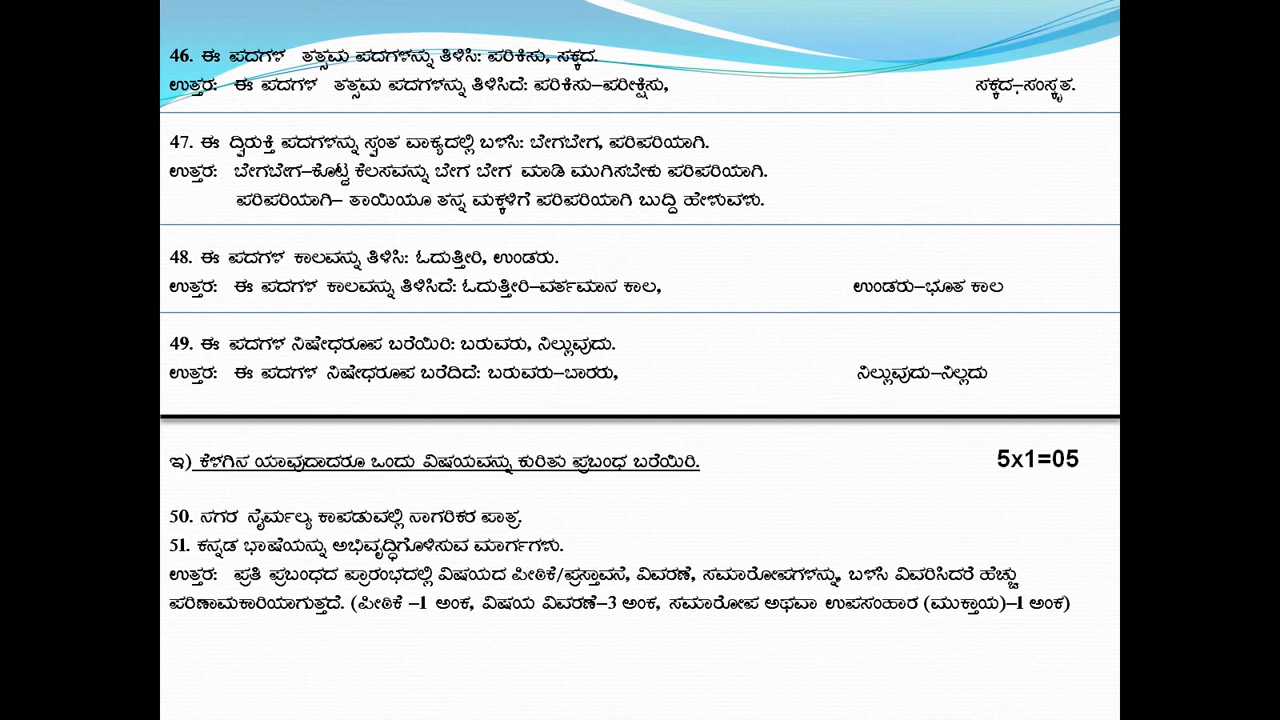 46. ಈ ಪದಗಳ ತತ್ಸಮ ಪದಗಳನ್ನು ತಿಳಿಸಿ: ಪರಿಕಿಸು, ಸಕ್ಕದ.
ಉತ್ತರ: ಈ ಪದಗಳ ತತ್ಸಮ ಪದಗಳನ್ನು ತಿಳಿಸಿದೆ: ಪರಿಕಿಸು–ಪರೀಕ್ಷಿಸು, ಸಕ್ಕದ–ಸಂಸ್ಕೃತ.
47. ಈ ದ್ವಿರುಕ್ತಿ ಪದಗಳನ್ನು ಸ್ವಂತ ವಾಕ್ಯದಲ್ಲಿ ಬಳಸಿ: ಬೇಗಬೇಗ, ಪರಿಪರಿಯಾಗಿ.
ಉತ್ತರ: ಬೇಗಬೇಗ–ಕೊಟ್ಟ ಕೆಲಸವನ್ನು ಬೇಗ ಬೇಗ ಮಾಡಿ ಮುಗಿಸಬೇಕು ಪರಿಪರಿಯಾಗಿ.
ಪರಿಪರಿಯಾಗಿ– ತಾಯಿಯೂ ತನ್ನ ಮಕ್ಕಳಿಗೆ ಪರಿಪರಿಯಾಗಿ ಬುದ್ದಿ ಹೇಳುವಳು.
48. ಈ ಪದಗಳ ಕಾಲವನ್ನು ತಿಳಿಸಿ: ಓದುತ್ತೀರಿ, ಉಂಡರು.
ಉತ್ತರ: ಈ ಪದಗಳ ಕಾಲವನ್ನು ತಿಳಿಸಿದೆ: ಓದುತ್ತೀರಿ–ವರ್ತಮಾನ ಕಾಲ, ಉಂಡರು–ಭೂತ ಕಾಲ
49. ಈ ಪದಗಳ ನಿಷೇಧರೂಪ ಬರೆಯಿರಿ: ಬರುವರು, ನಿಲ್ಲುವುದು.
ಉತ್ತರ: ಈ ಪದಗಳ ನಿಷೇಧರೂಪ ಬರೆದಿದೆ: ಬರುವರು–ಬಾರರು, ನಿಲ್ಲುವುದು–ನಿಲ್ಲದು
ಇ) ಕೆಳಗಿನ ಯಾವುದಾದರೂ ಒಂದು ವಿಷಯವನ್ನು ಕುರಿತು ಪ್ರಬಂಧ ಬರೆಯಿರಿ. 5x1=05
50. ನಗರ ನೈರ್ಮಲ್ಯ ಕಾಪಡುವಲ್ಲಿ ನಾಗರಿಕರ ಪಾತ್ರ.
51. ಕನ್ನಡ ಭಾಷೆಯನ್ನು ಅಭಿವೃದ್ಧಿಗೊಳಿಸುವ ಮಾರ್ಗಗಳು.
ಉತ್ತರ: ಪ್ರತಿ ಪ್ರಬಂಧದ ಪ್ರಾರಂಭದಲ್ಲಿ ವಿಷಯದ ಪೀಠಿಕೆ/ಪ್ರಸ್ತಾವನೆ, ವಿವರಣೆ, ಸಮಾರೋಪಗಳನ್ನು, ಬಳಸಿ ವಿವರಿಸಿದರೆ ಹೆಚ್ಚು
ಪರಿಣಾಮಕಾರಿಯಾಗುತ್ತದೆ. (ಪೀಠಿಕೆ –1 ಅಂಕ, ವಿಷಯ ವಿವರಣೆ–3 ಅಂಕ, ಸಮಾರೋಪ ಅಥವಾ ಉಪಸಂಹಾರ (ಮುಕ್ತಾಯ)–1 ಅಂಕ)